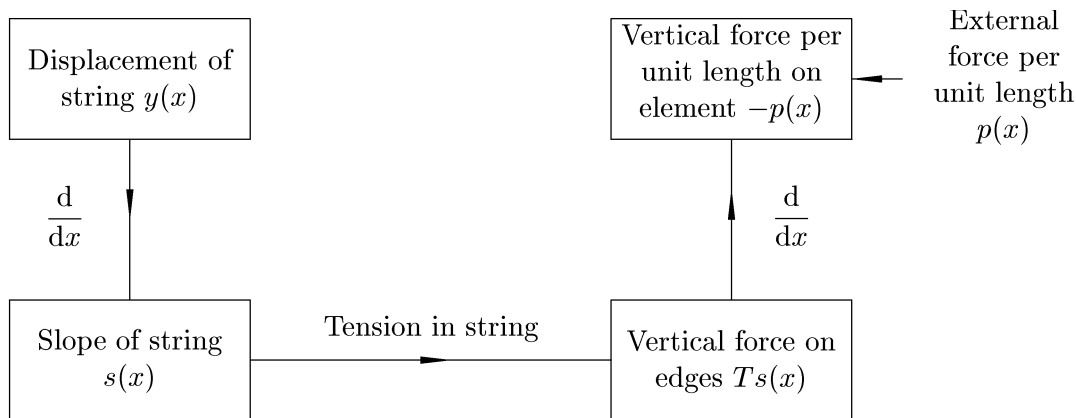 Displacement of
string y(x)
Vertical force per
unit length on
element −p(x)
External
force per
unit length
p(x)
d
dx
d
dx
Slope of string
s(x)
Tension in string
Vertical force on
edges Ts(x)